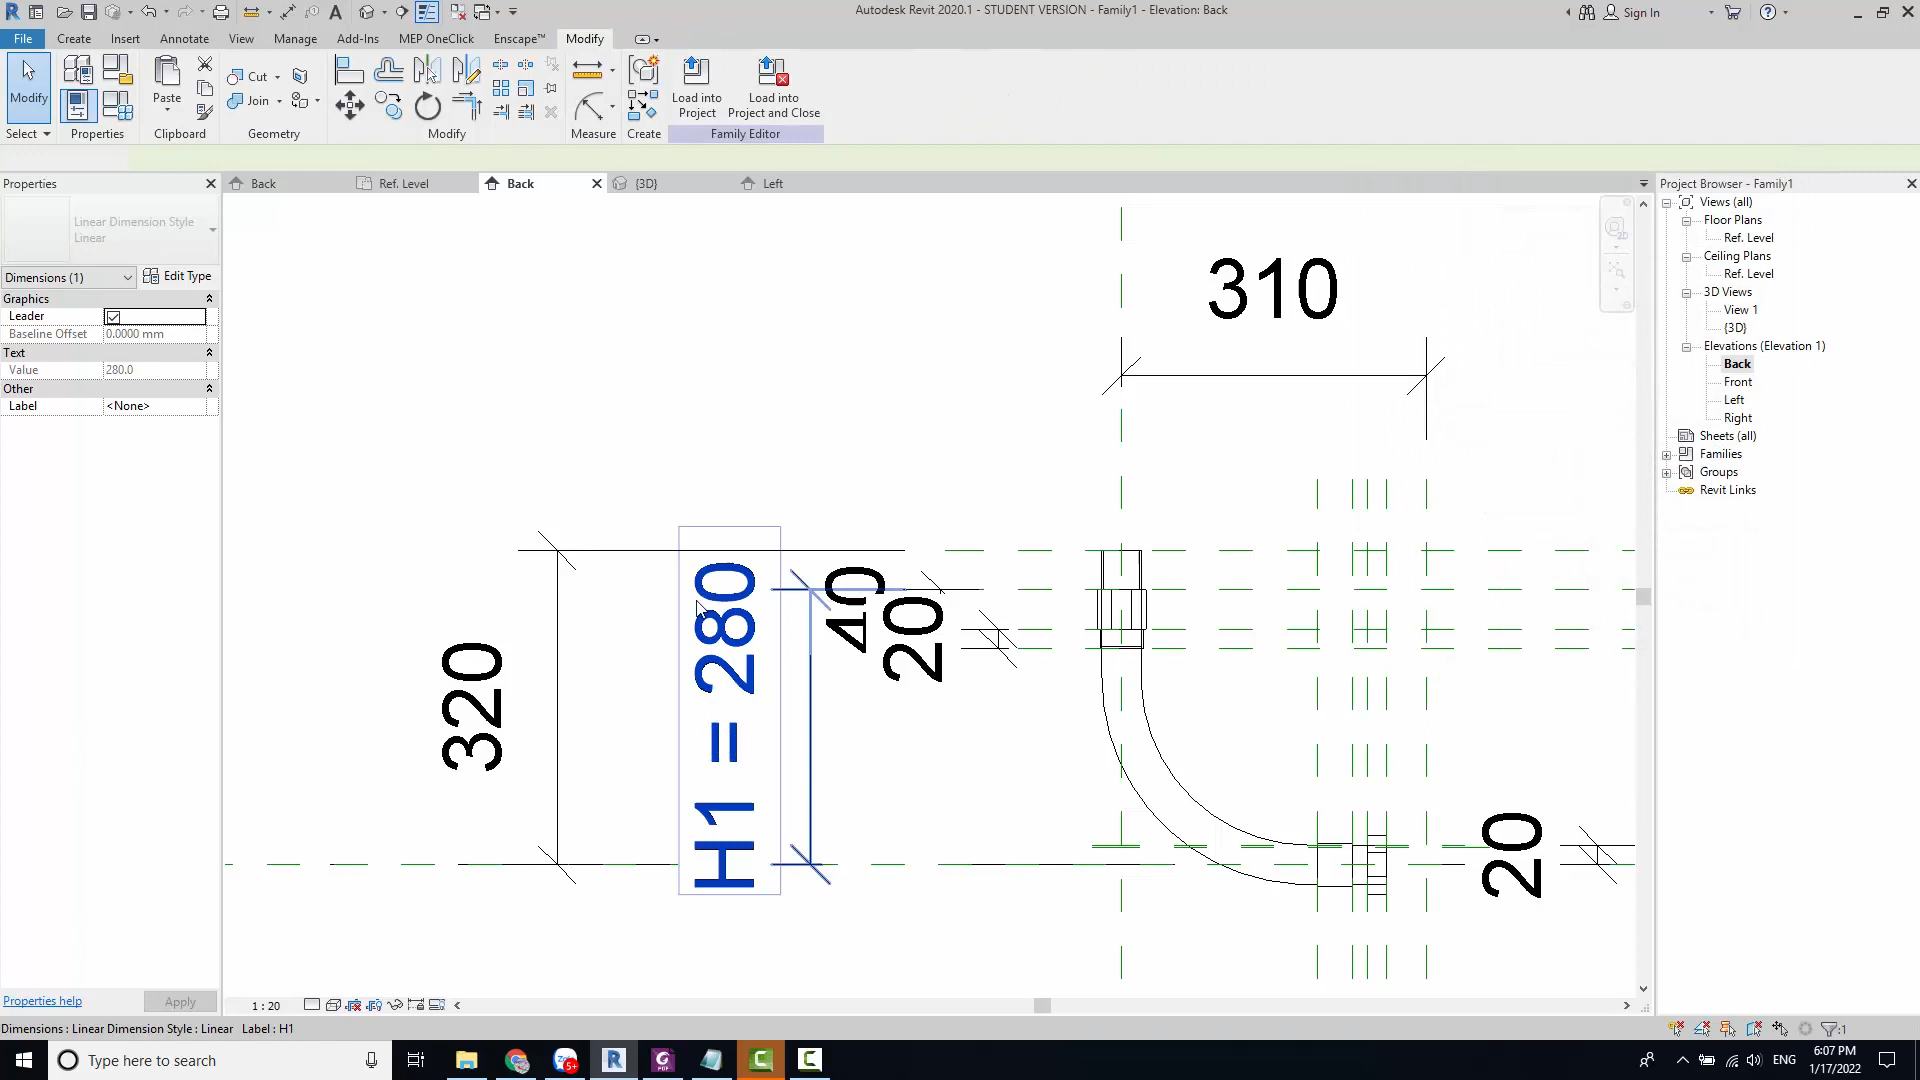 Autodesk Revit 2020.1 - STUDENT VERSION - Family1 - Elevation: Back
Sign In
File Create Insert Annotate View Manage Add-Ins MEP OneClick Enscape™ Modify
Modify
Paste
Cut
Join
Load into Project
Load into Project and Close
Select Properties Clipboard Geometry Modify Measure Create Family Editor
Properties
Linear Dimension Style
Linear
Dimensions (1)
Edit Type
Graphics
Leader
Baseline Offset 0.0000 mm
Text
Value 280.0
Other
Label <None>
Properties help
Apply
Back
Ref. Level
Back
{3D}
Left
310
320
H1 = 280
40
20
20
1 : 20
Project Browser - Family1
Views (all)
Floor Plans
Ref. Level
Ceiling Plans
Ref. Level
3D Views
View 1
{3D}
Elevations (Elevation 1)
Back
Front
Left
Right
Sheets (all)
Families
Groups
Revit Links
Dimensions : Linear Dimension Style : Linear Label : H1
:1
Type here to search
5+
ENG
6:07 PM
1/17/2022